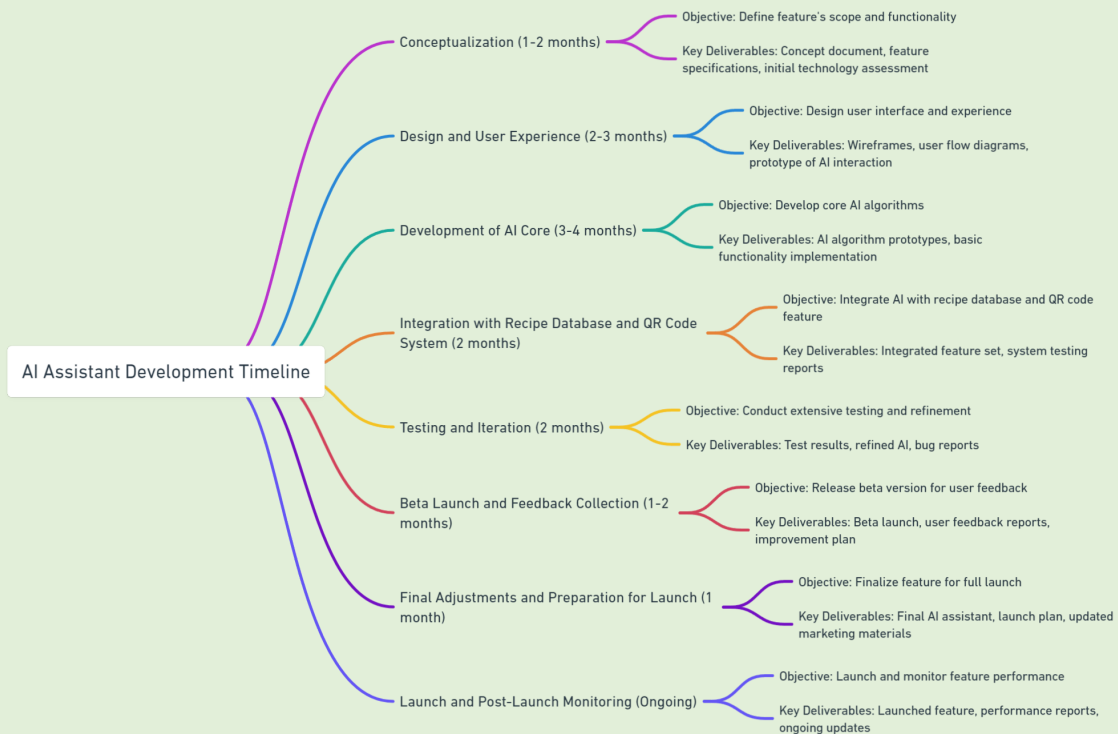 AI Assistant Development Timeline
Conceptualization (1-2 months)
Objective: Define feature's scope and functionality
Key Deliverables: Concept document, feature
specifications, initial technology assessment
Design and User Experience (2-3 months)
Objective: Design user interface and experience
Key Deliverables: Wireframes, user flow diagrams,
prototype of AI interaction
Development of AI Core (3-4 months)
Objective: Develop core AI algorithms
Key Deliverables: AI algorithm prototypes, basic
functionality implementation
Integration with Recipe Database and QR Code
System (2 months)
Objective: Integrate AI with recipe database and QR code
feature
Key Deliverables: Integrated feature set, system testing
reports
Testing and Iteration (2 months)
Objective: Conduct extensive testing and refinement
Key Deliverables: Test results, refined AI, bug reports
Beta Launch and Feedback Collection (1-2
months)
Objective: Release beta version for user feedback
Key Deliverables: Beta launch, user feedback reports,
improvement plan
Final Adjustments and Preparation for Launch (1
month)
Objective: Finalize feature for full launch
Key Deliverables: Final AI assistant, launch plan, updated
marketing materials
Launch and Post-Launch Monitoring (Ongoing)
Objective: Launch and monitor feature performance
Key Deliverables: Launched feature, performance reports,
ongoing updates